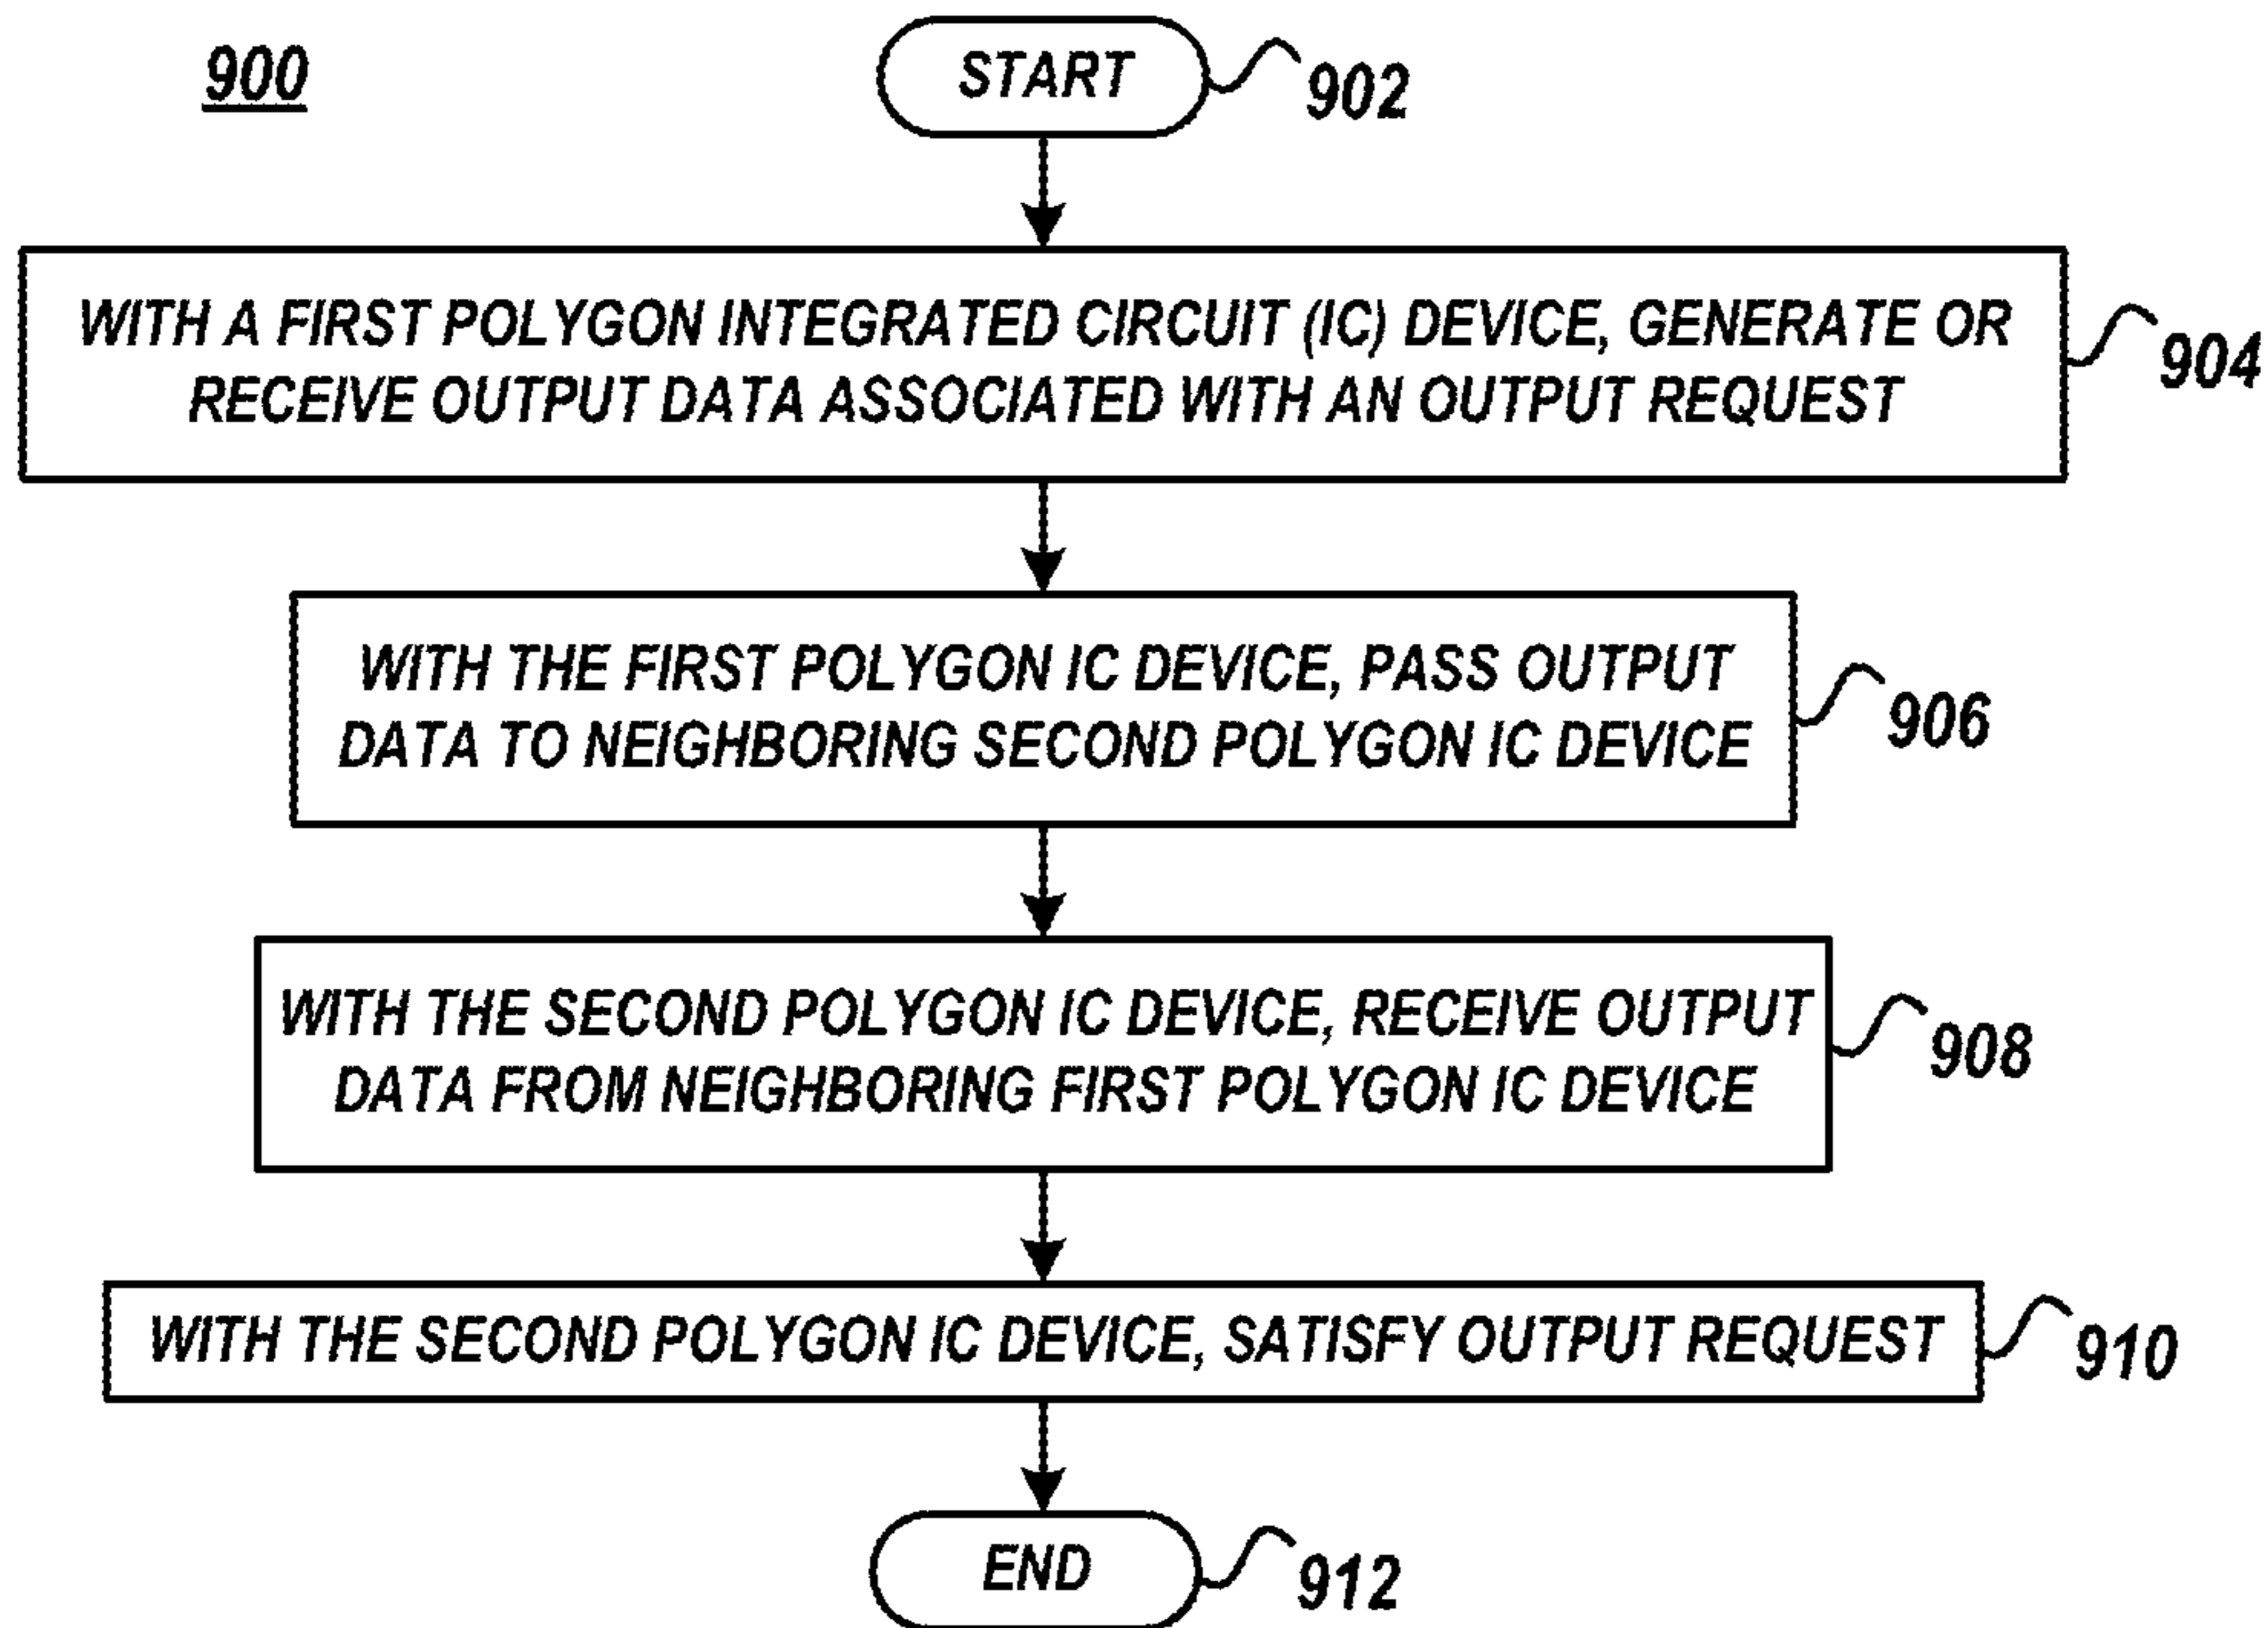 900
START
902
WITH A FIRST POLYGON INTEGRATED CIRCUIT (IC) DEVICE, GENERATE OR
RECEIVE OUTPUT DATA ASSOCIATED WITH AN OUTPUT REQUEST
904
WITH THE FIRST POLYGON IC DEVICE, PASS OUTPUT
DATA TO NEIGHBORING SECOND POLYGON IC DEVICE
906
WITH THE SECOND POLYGON IC DEVICE, RECEIVE OUTPUT
DATA FROM NEIGHBORING FIRST POLYGON IC DEVICE
908
WITH THE SECOND POLYGON IC DEVICE, SATISFY OUTPUT REQUEST
910
END
912